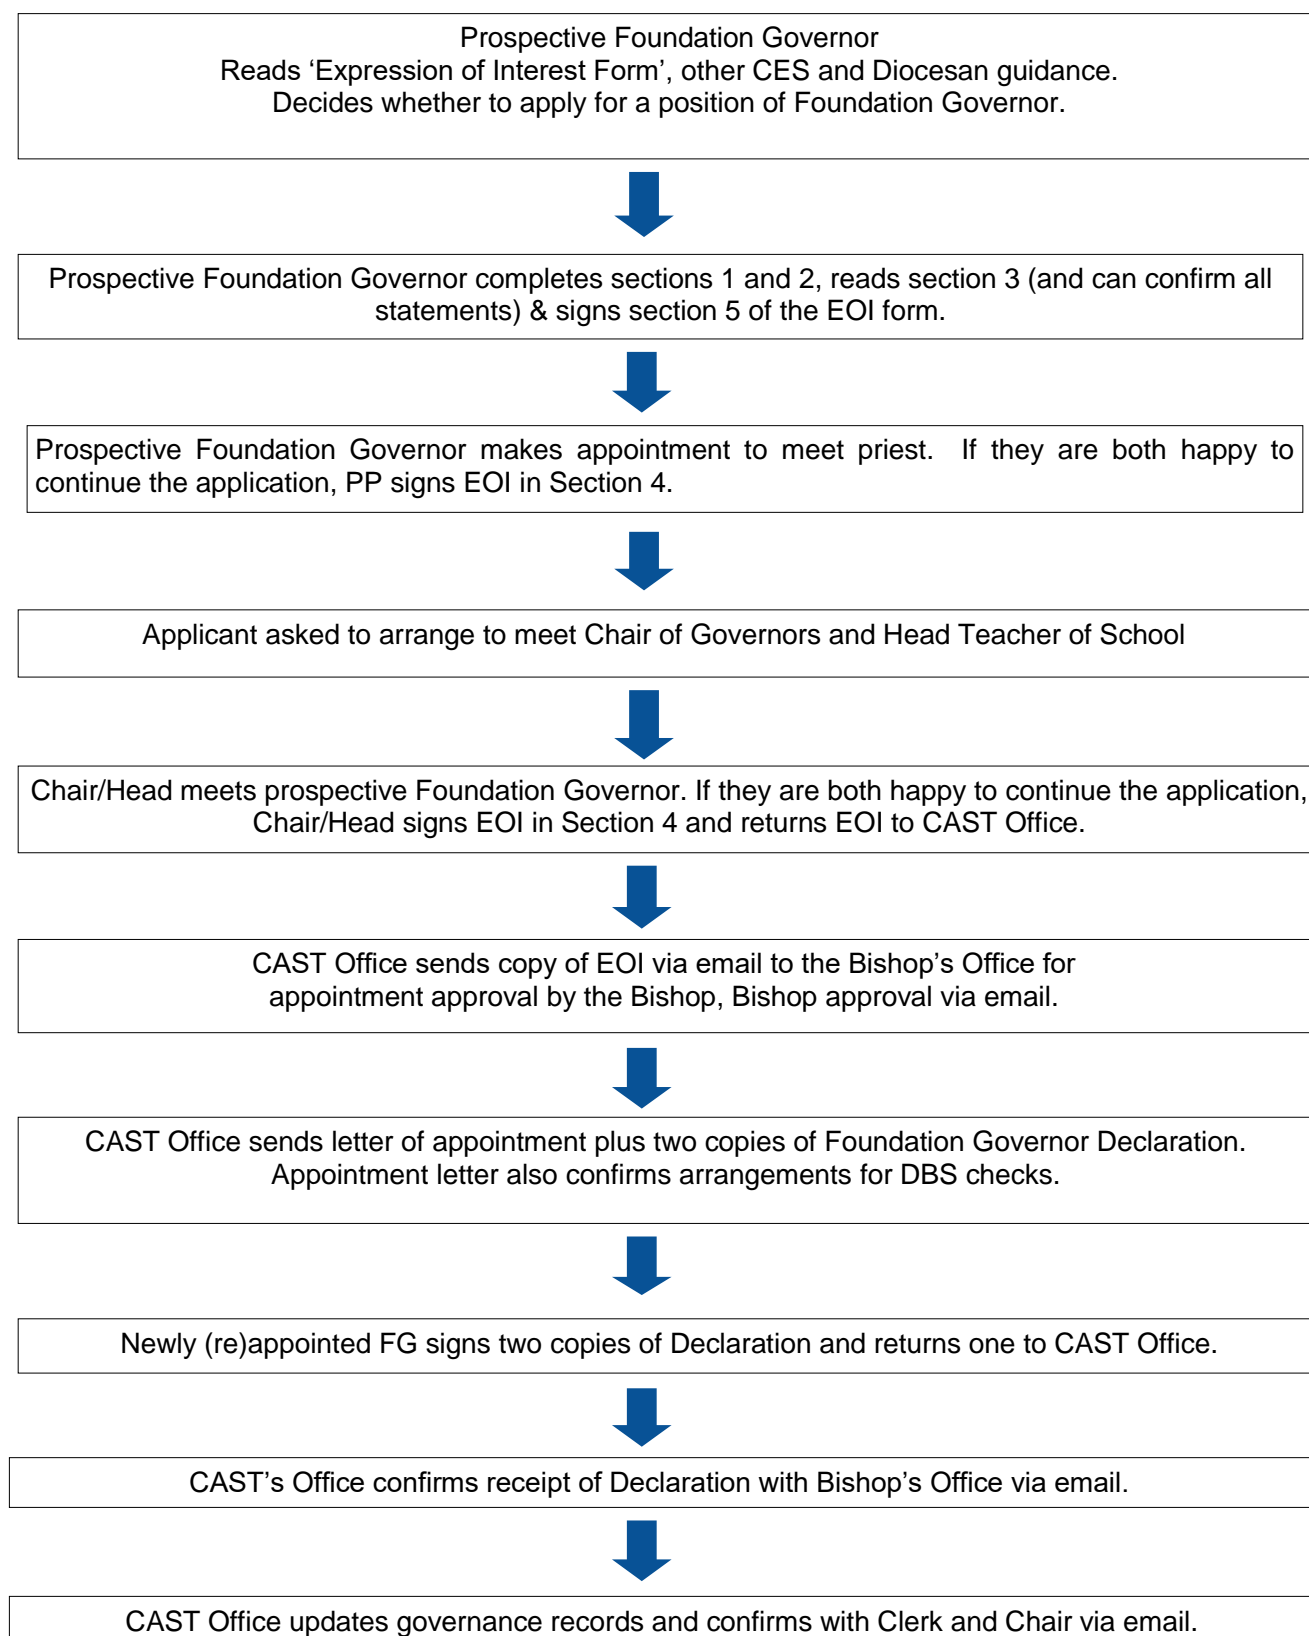 Prospective Foundation Governor
Reads ‘Expression of Interest Form’, other CES and Diocesan guidance.
Decides whether to apply for a position of Foundation Governor.
Prospective Foundation Governor completes sections 1 and 2, reads section 3 (and can confirm all
statements) & signs section 5 of the EOI form.
Prospective Foundation Governor makes appointment to meet priest. If they are both happy to
continue the application, PP signs EOI in Section 4.
Applicant asked to arrange to meet Chair of Governors and Head Teacher of School
Chair/Head meets prospective Foundation Governor. If they are both happy to continue the application,
Chair/Head signs EOI in Section 4 and returns EOI to CAST Office.
CAST Office sends copy of EOI via email to the Bishop’s Office for
appointment approval by the Bishop, Bishop approval via email.
CAST Office sends letter of appointment plus two copies of Foundation Governor Declaration.
Appointment letter also confirms arrangements for DBS checks.
Newly (re)appointed FG signs two copies of Declaration and returns one to CAST Office.
CAST’s Office confirms receipt of Declaration with Bishop’s Office via email.
CAST Office updates governance records and confirms with Clerk and Chair via email.